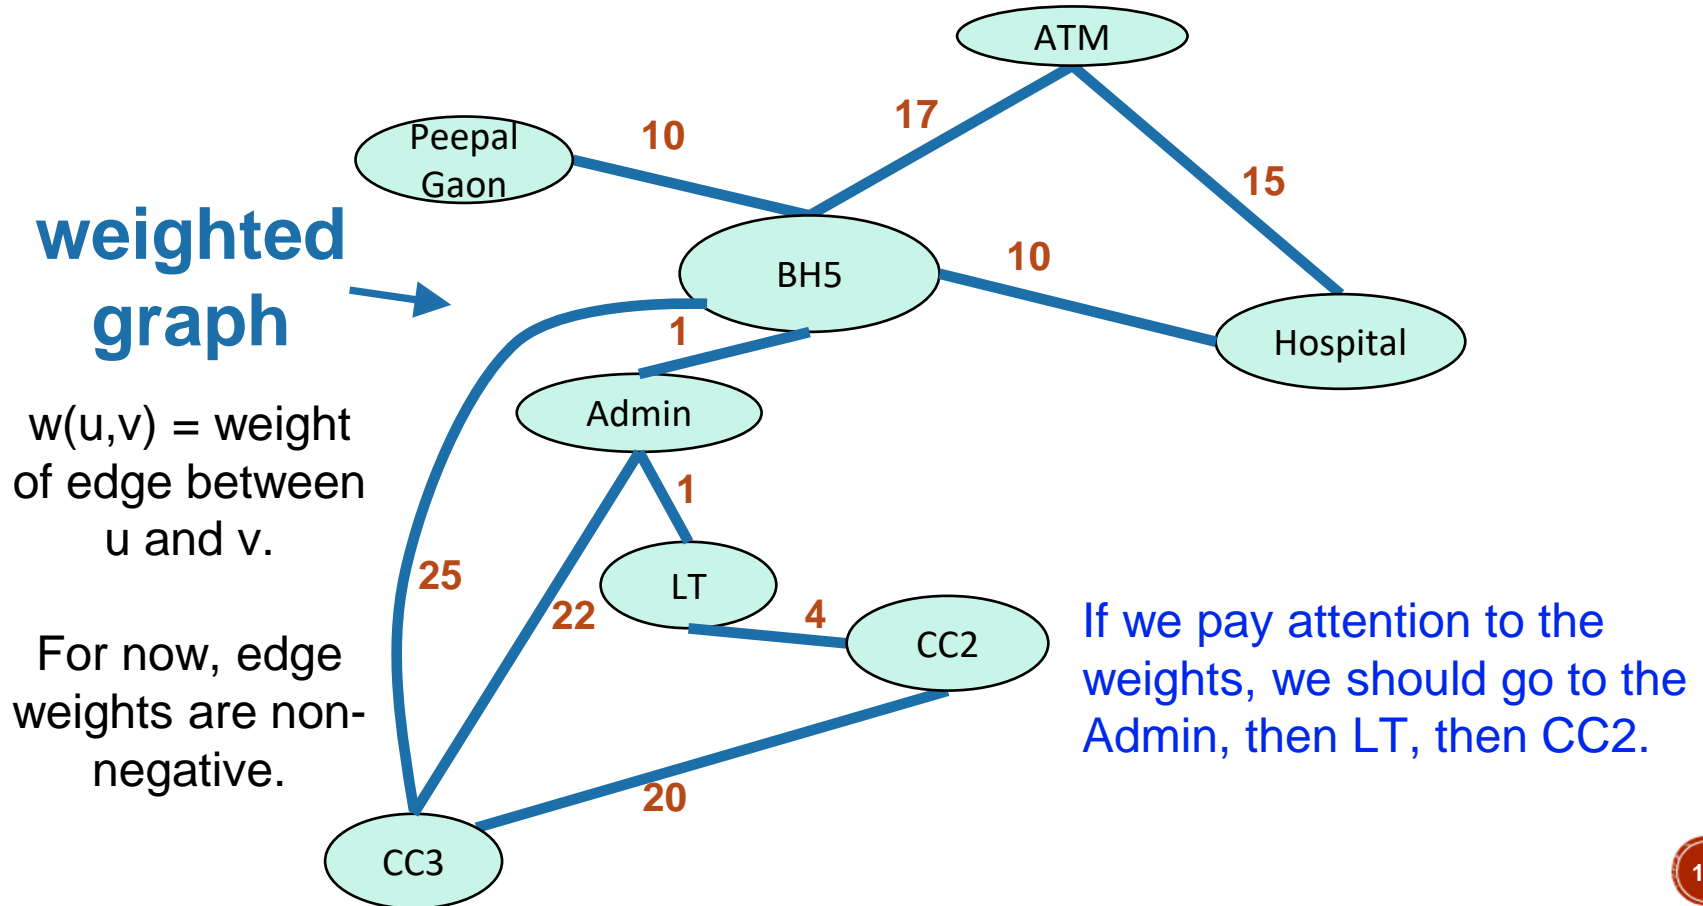 ATM
17
Peepal
Gaon
10
15
weighted
graph
BH5
10
Hospital
1
Admin
w(u,v) = weight
of edge between
u and v.
1
25
LT
22
4
CC2
For now, edge
weights are non-
negative.
If we pay attention to the
weights, we should go to the
Admin, then LT, then CC2.
20
CC3